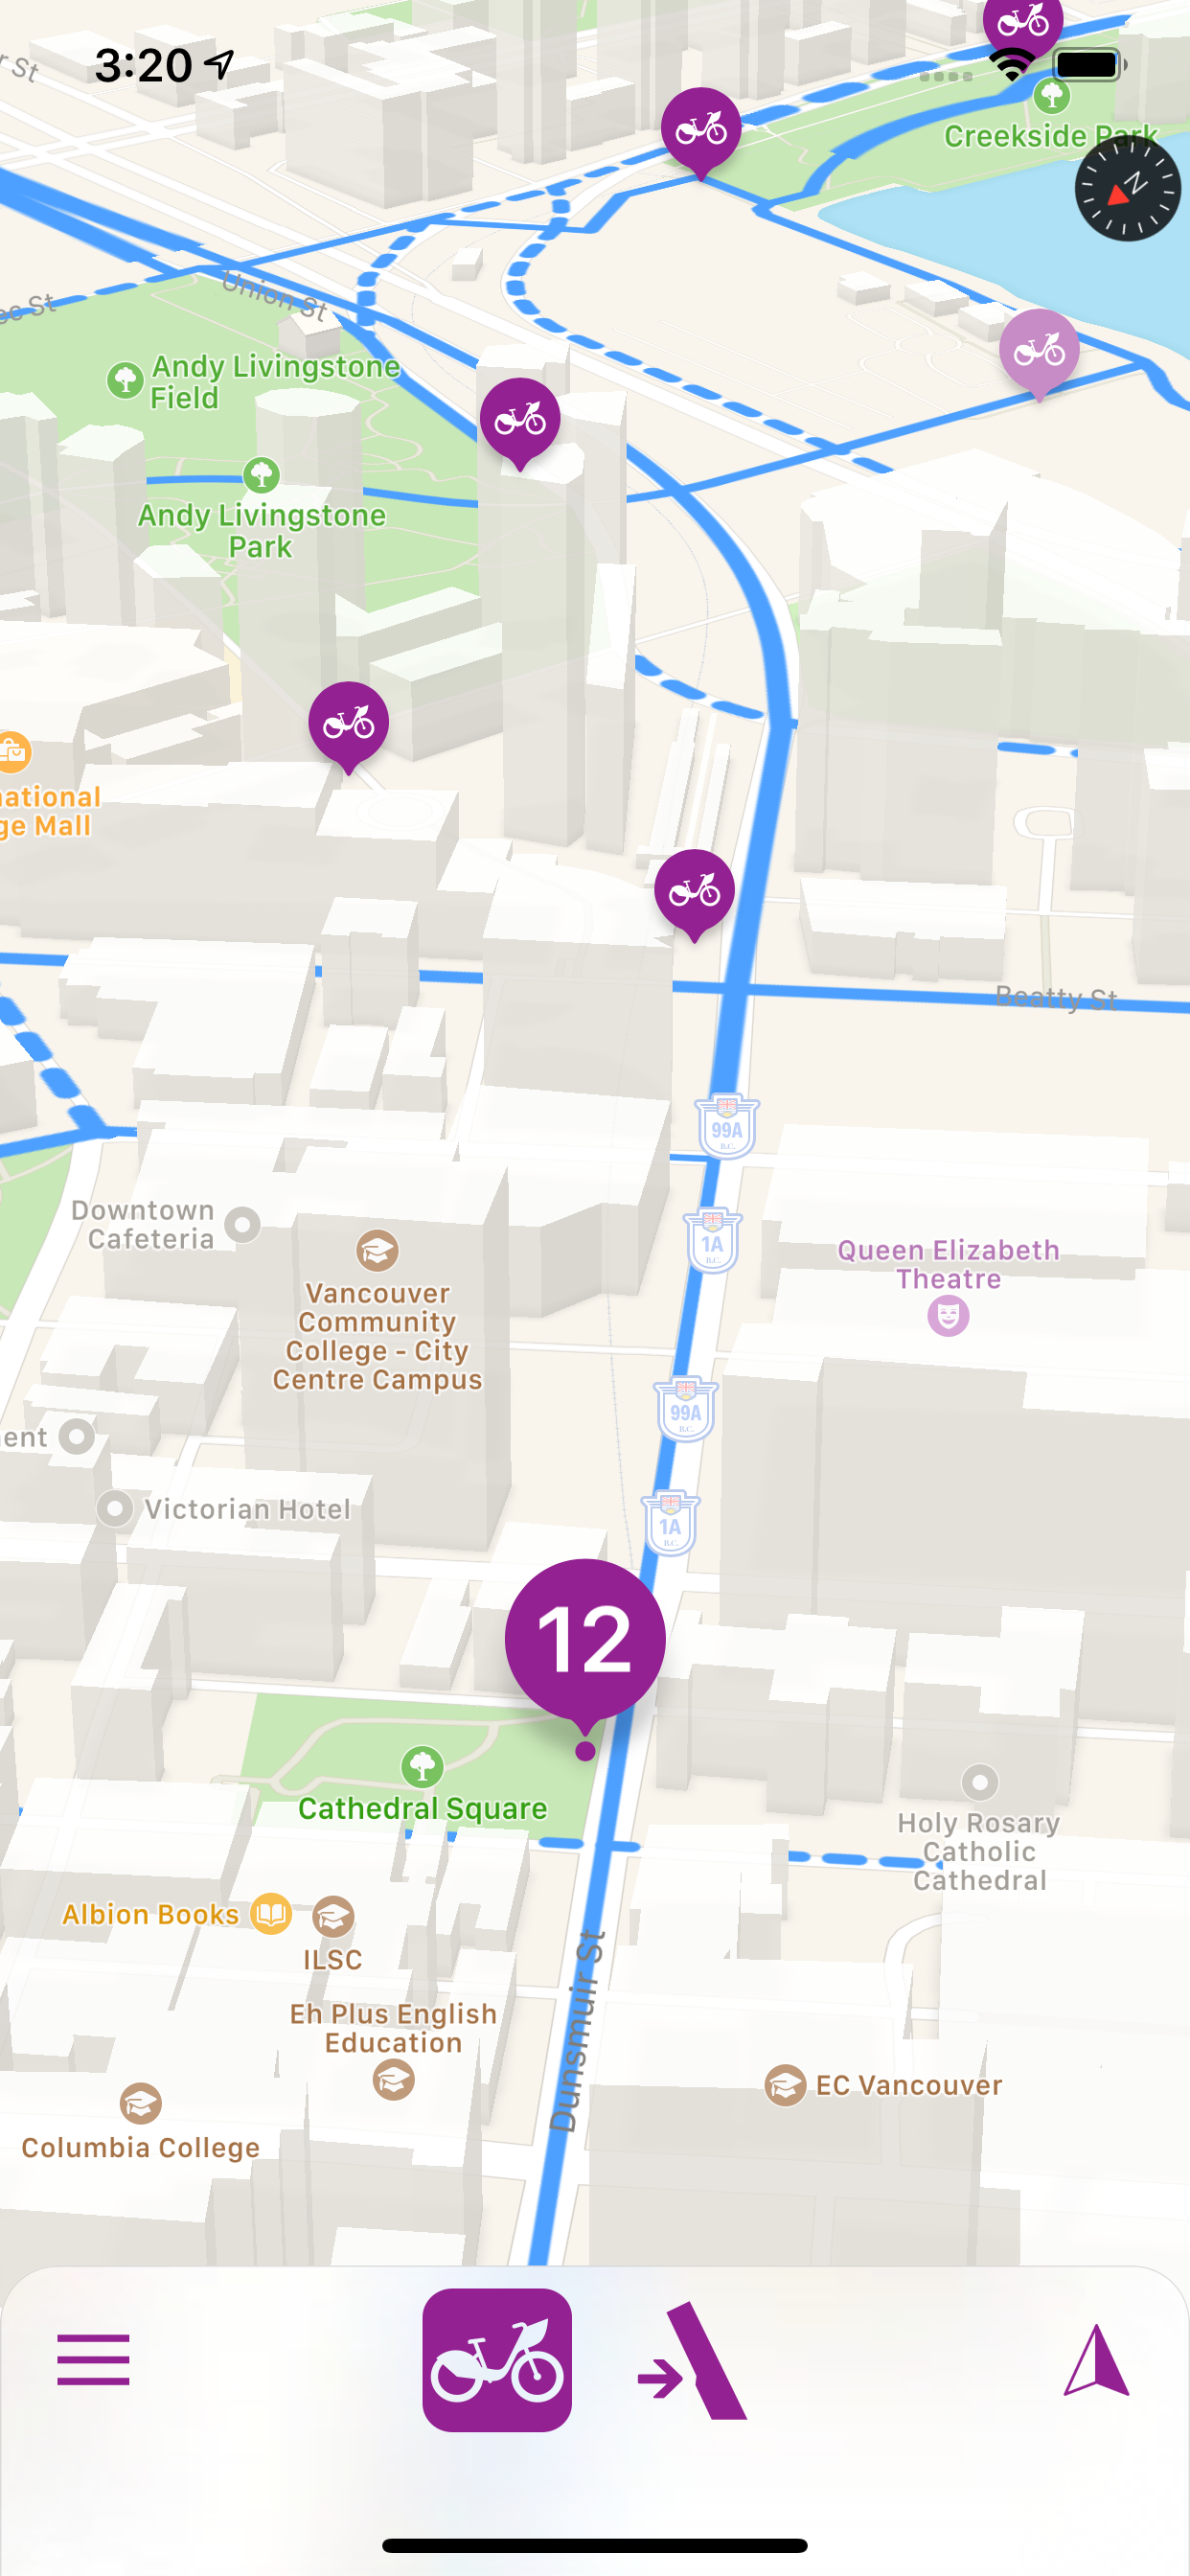 3:20
r St
Creekside Park
N
Union St
Andy Livingstone
Field
Andy Livingstone
Park
national
ge Mall
Beatty St
99A
B.C.
1A
B.C.
Downtown
Cafeteria
Queen Elizabeth
Theatre
Vancouver
Community
College - City
Centre Campus
99A
B.C.
ent
Victorian Hotel
1A
B.C.
12
Cathedral Square
Holy Rosary
Catholic
Cathedral
Albion Books
ILSC
Dunsmuir St
Eh Plus English
Education
EC Vancouver
Columbia College